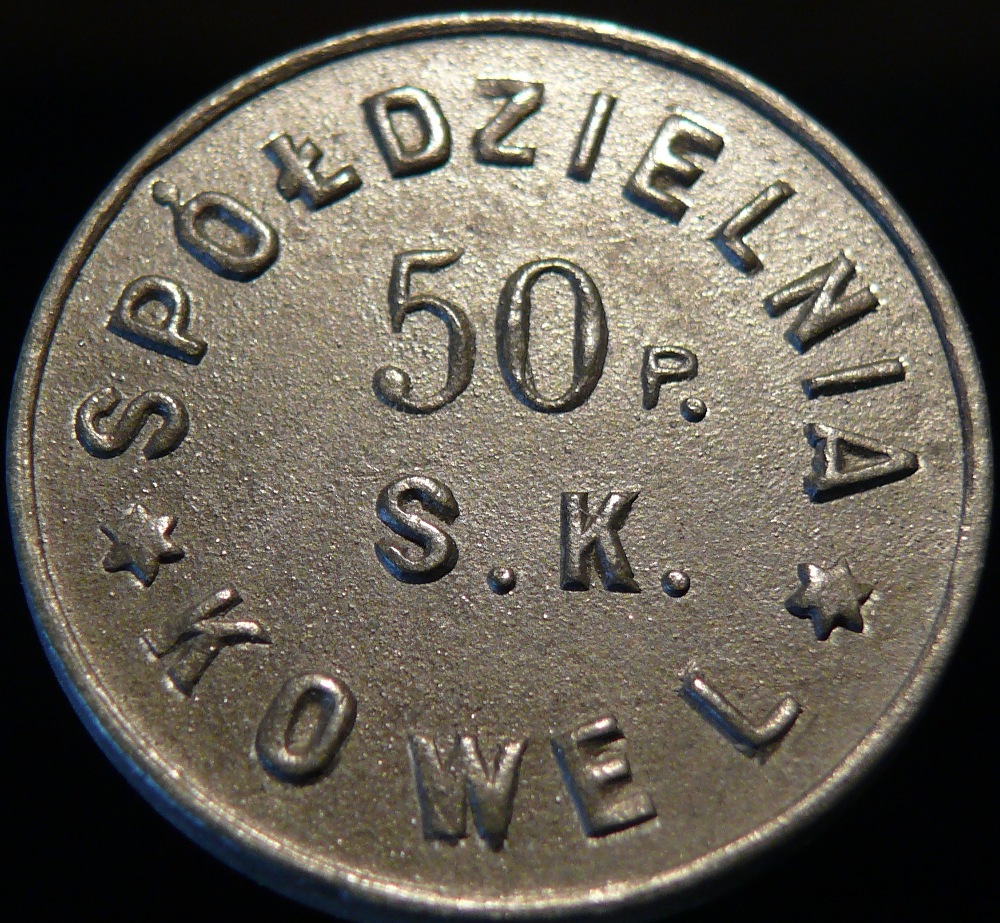 SPÓŁDZIELNIA
50 P.
S. K.
KOWEL